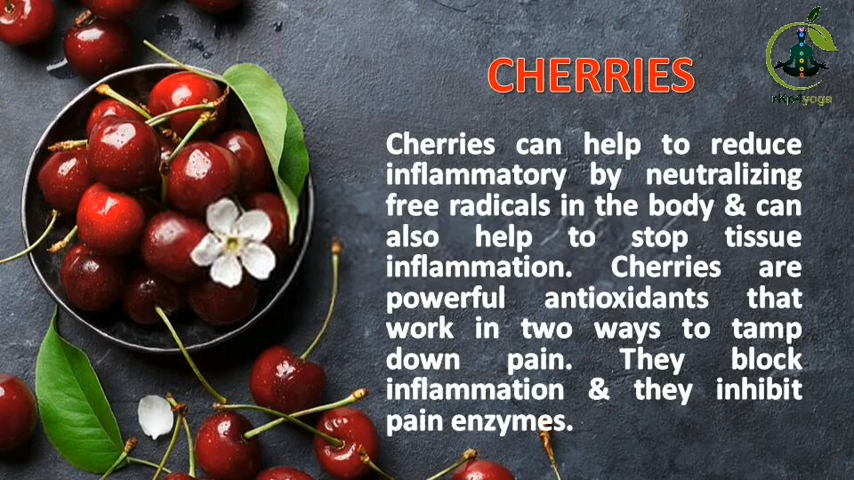 CHERRIES
rkp4yoga
Cherries can help to reduce
inflammatory by neutralizing
free radicals in the body & can
also help to stop tissue
inflammation. Cherries are
powerful antioxidants that
work in two ways to tamp
down pain. They block
inflammation & they inhibit
pain enzymes.